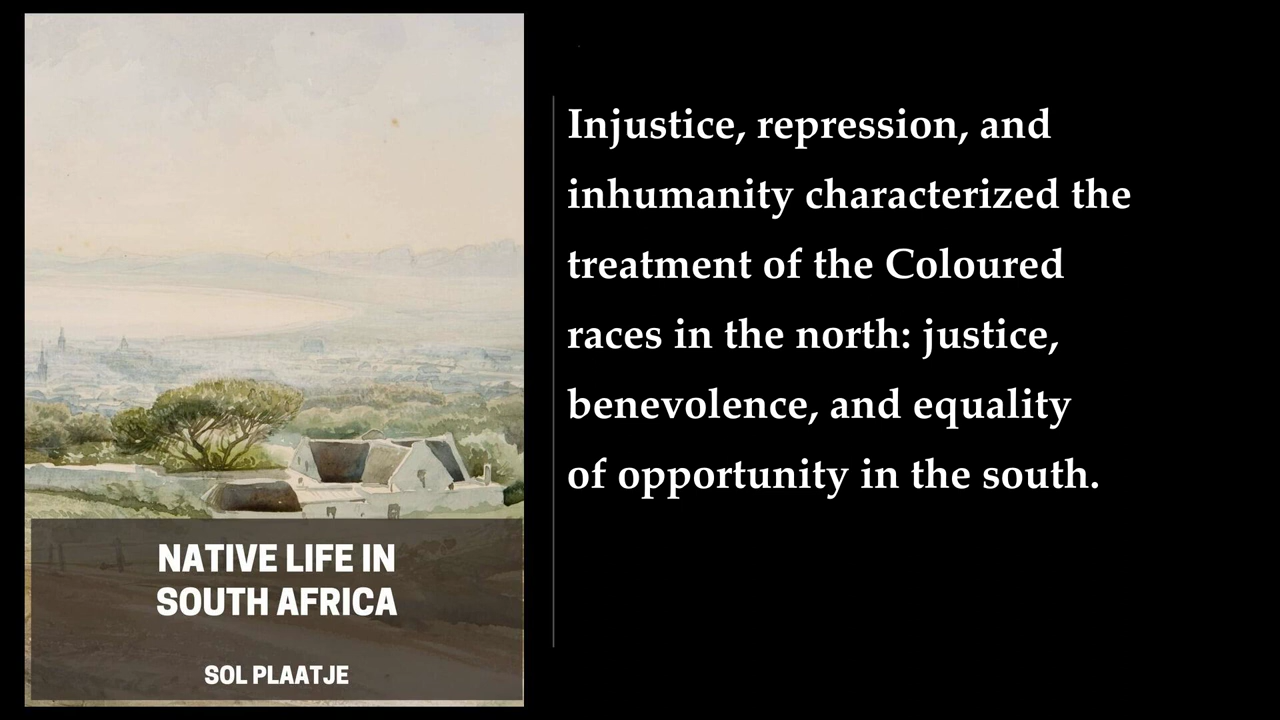 NATIVE LIFE IN
SOUTH AFRICA
SOL PLAATJE
Injustice, repression, and
inhumanity characterized the
treatment of the Coloured
races in the north: justice,
benevolence, and equality
of opportunity in the south.